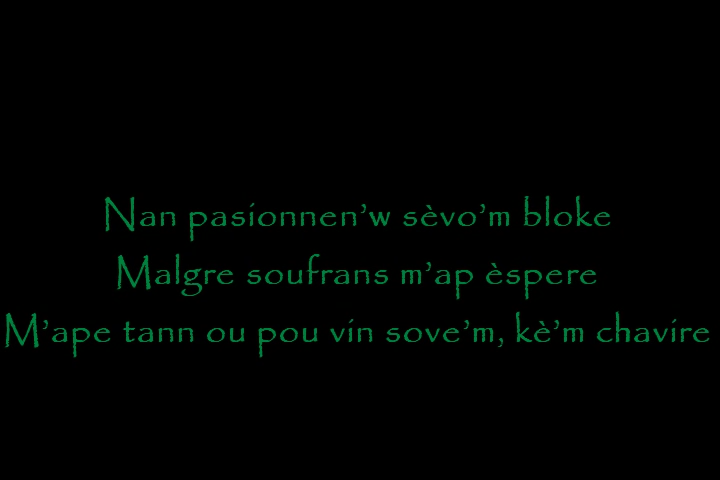 Nan pasionnen’w sèvo’m bloke
Malgre soufrans m’ap èspere
M’ape tann ou pou vin sove’m, kè’m chavire